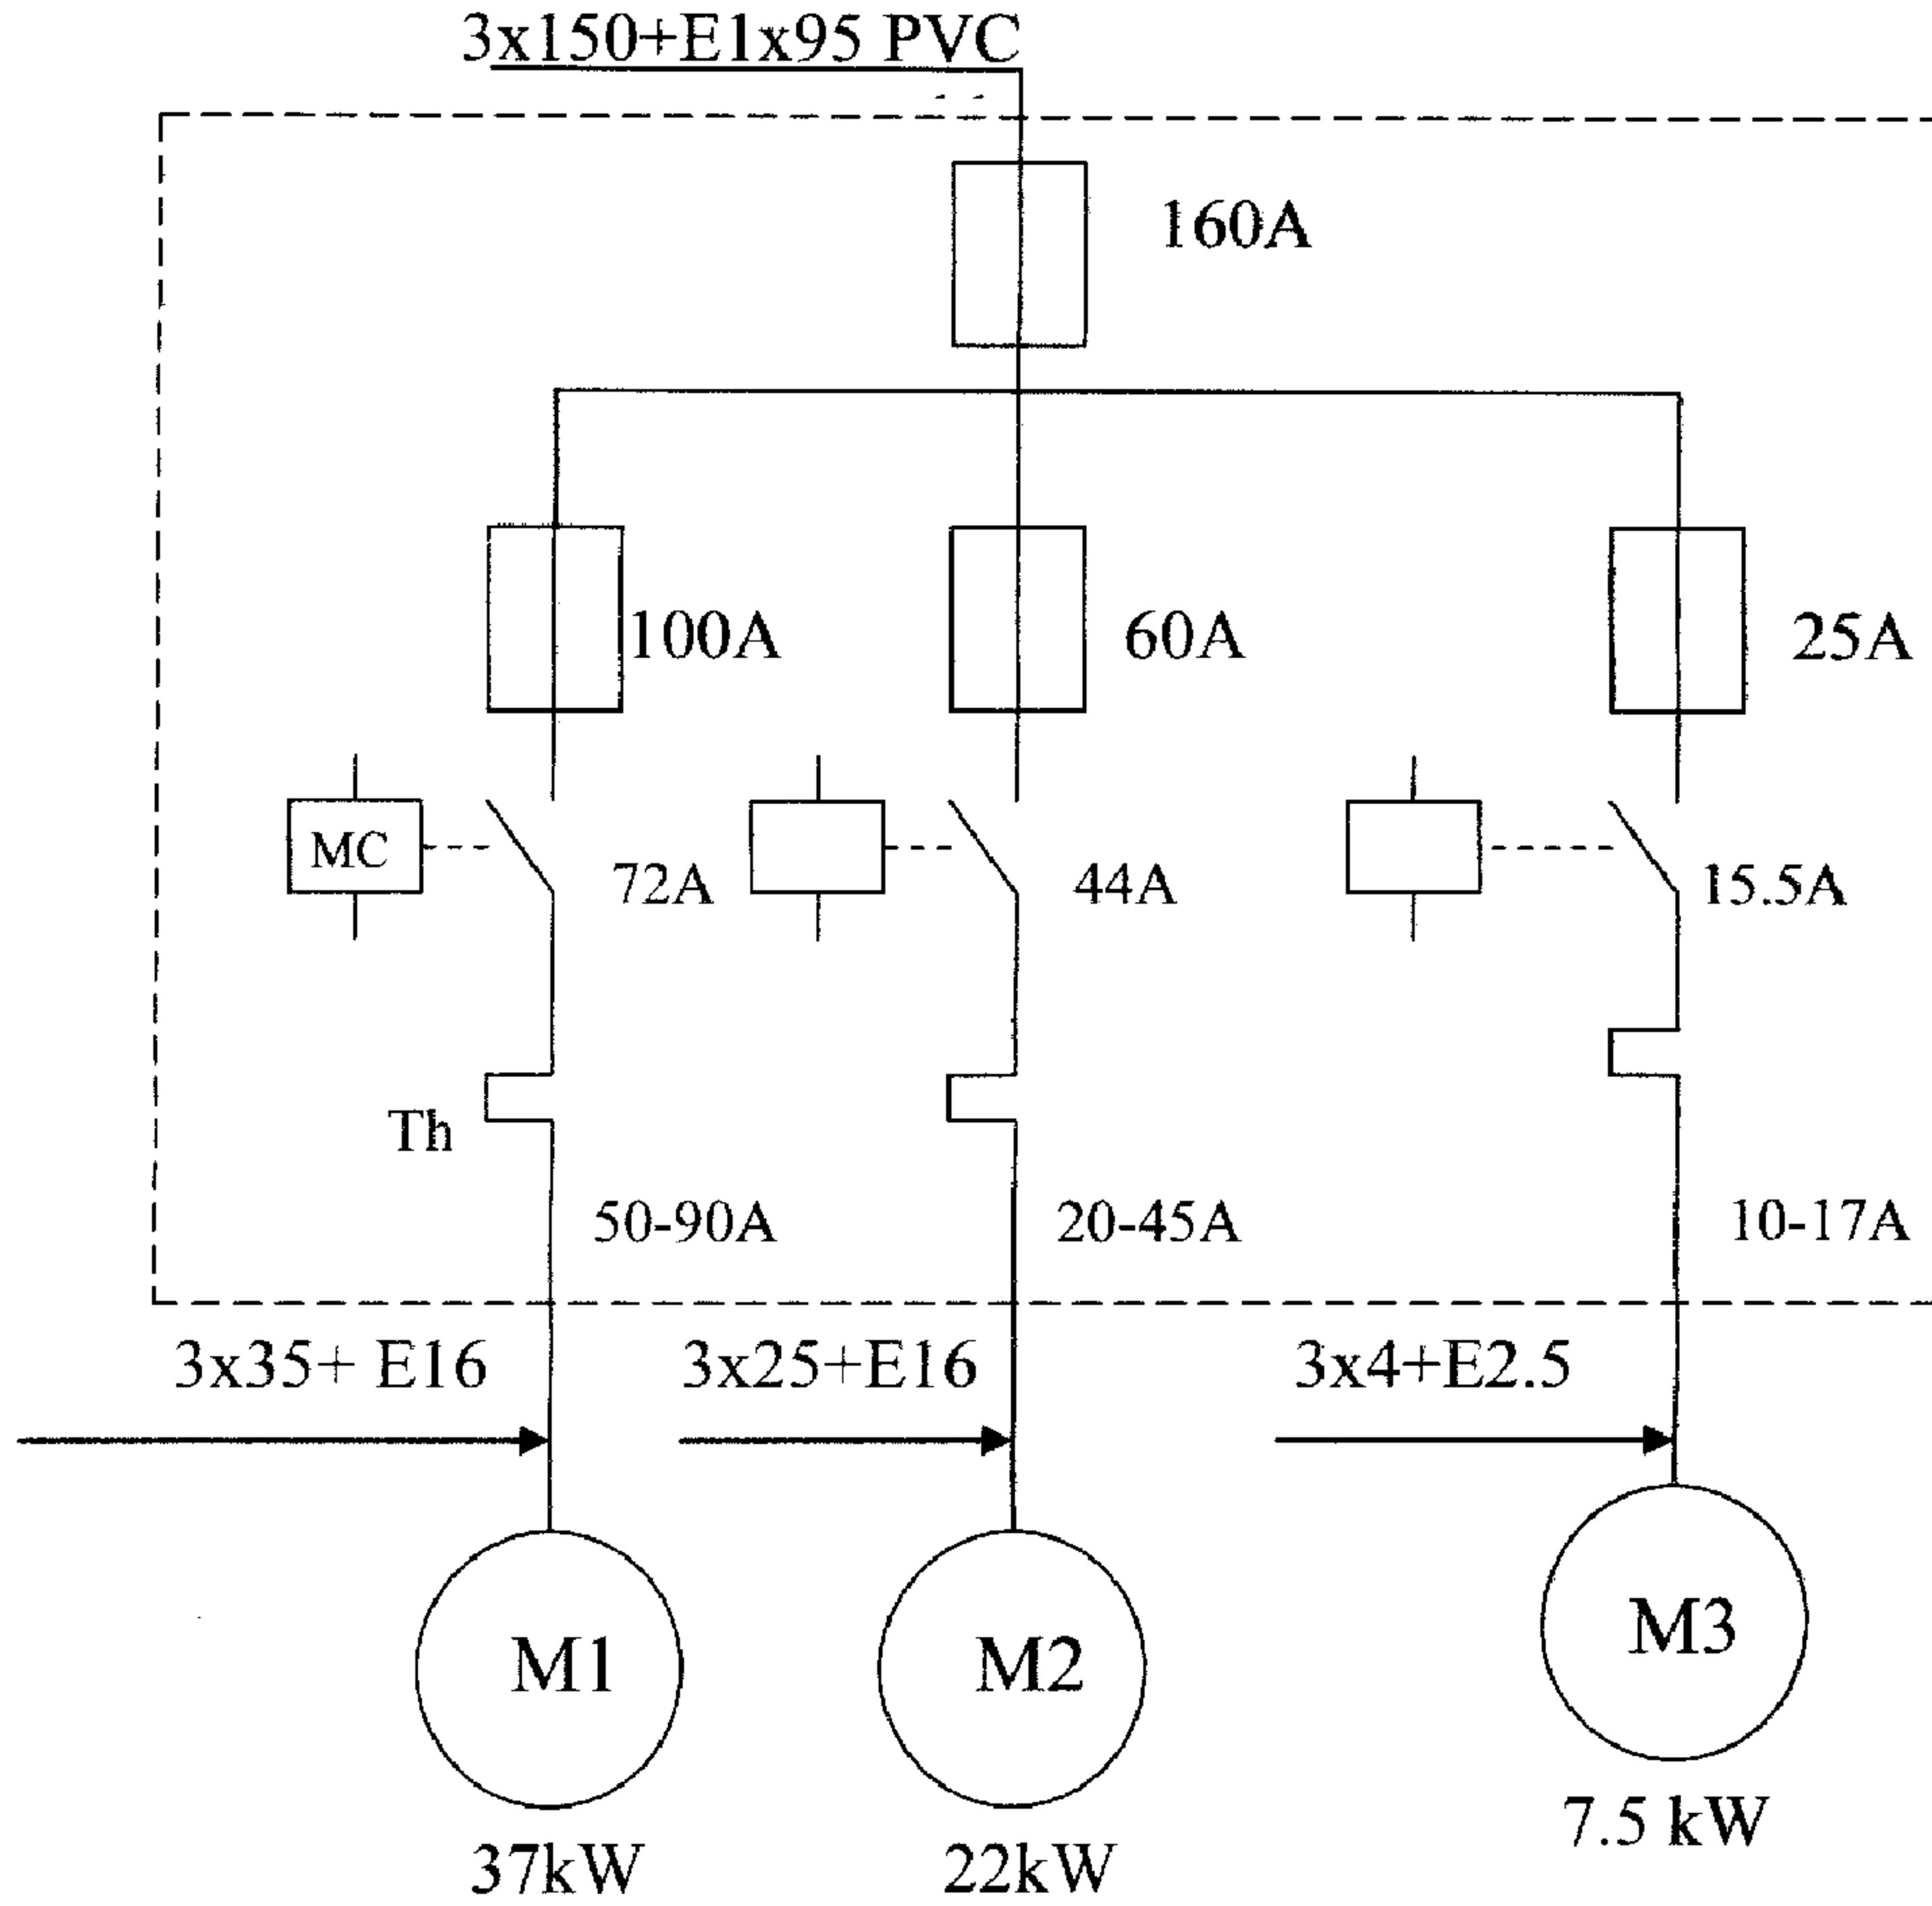 3x150+E1x95 PVC
160A
100A
60A
25A
MC
72A
44A
15.5A
Th
50-90A
20-45A
10-17A
3x35+ E16
3x25+E16
3x4+E2.5
M1
M2
M3
37kW
22kW
7.5 kW